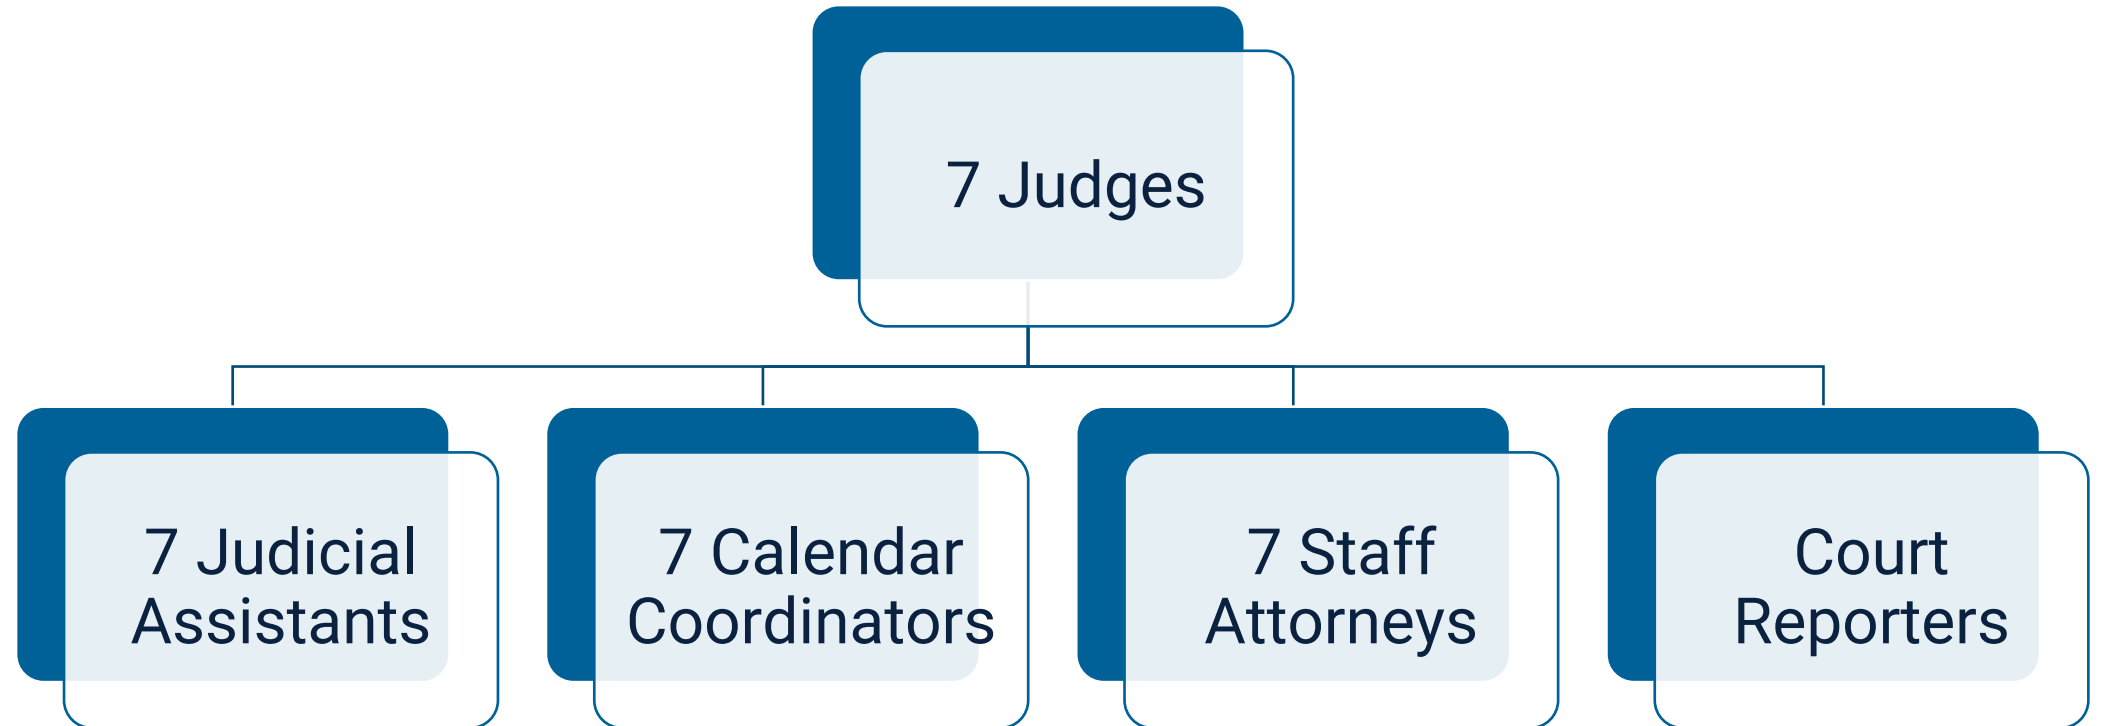 7 Judges
7 Judicial
Assistants
7 Calendar
Coordinators
7 Staff
Attorneys
Court
Reporters